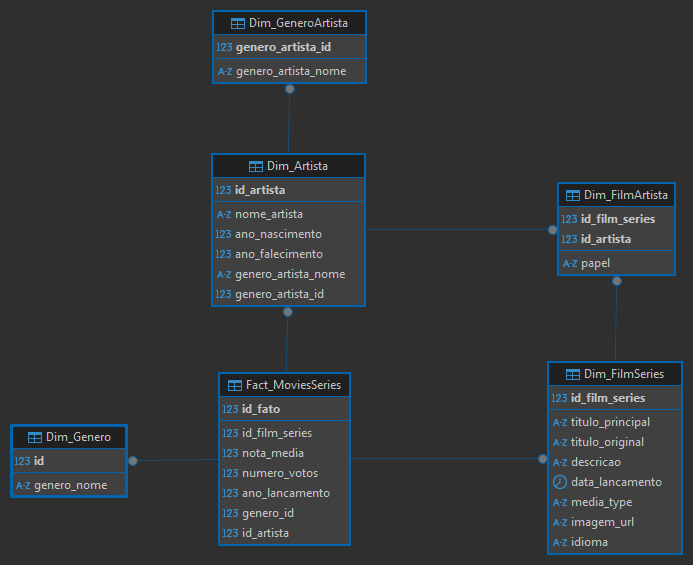 Dim_GeneroArtista
123 genero_artista_id
A-Z genero_artista_nome
Dim_Artista
123 id_artista
A-Z nome_artista
123 ano_nascimento
123 ano_falecimento
123 genero_artista_nome
123 genero_artista_id
Dim_FilmArtista
123 id_film_series
123 id_artista
A-Z papel
Fact_MoviesSeries
123 id_fato
123 id_film_series
123 nota_media
123 numero_votos
123 ano_lancamento
123 genero_id
123 id_artista
Dim_Genero
123 id
A-Z genero_nome
Dim_FilmSeries
123 id_film_series
A-Z titulo_principal
A-Z titulo_original
A-Z descricao
data_lancamento
A-Z media_type
A-Z imagem_url
A-Z idioma